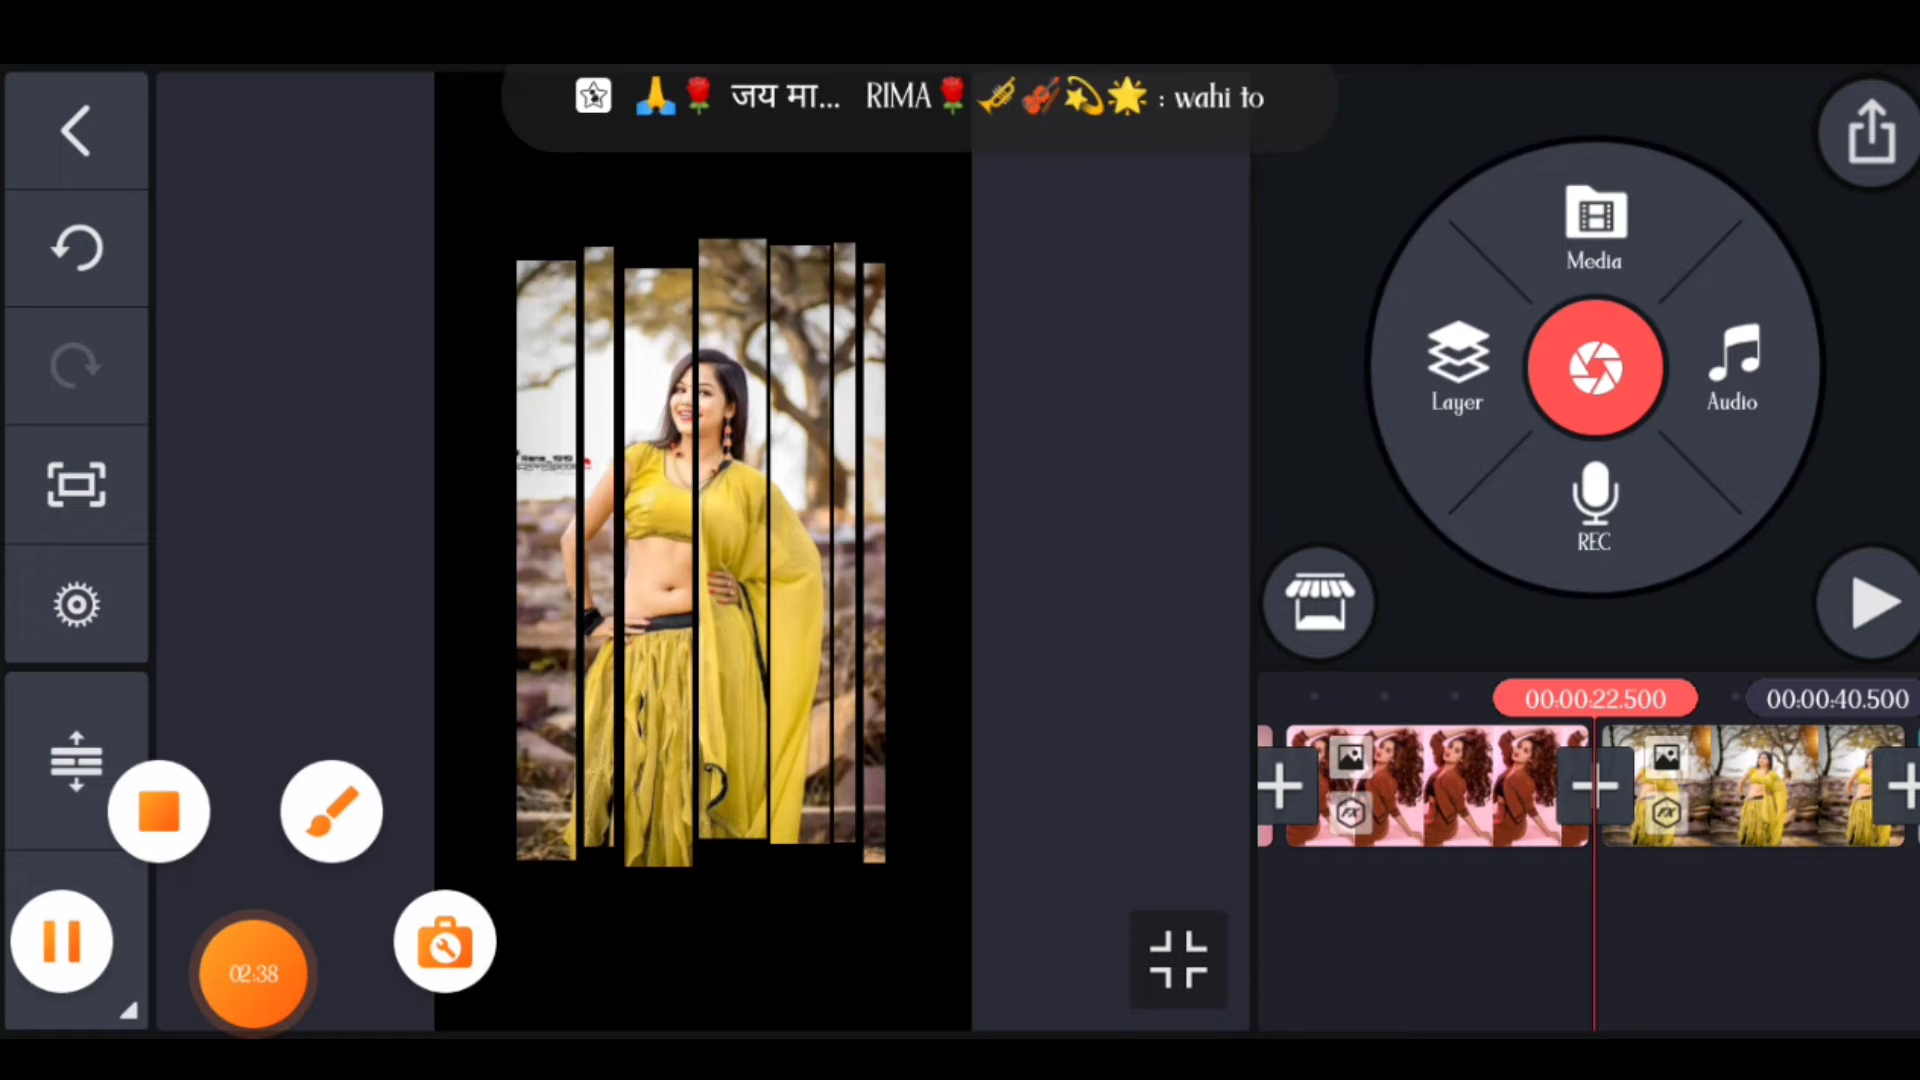 जय मा... RIMA : wahi to
Media
Layer
Audio
REC
00:00:22.500
00:00:40.500
02:38